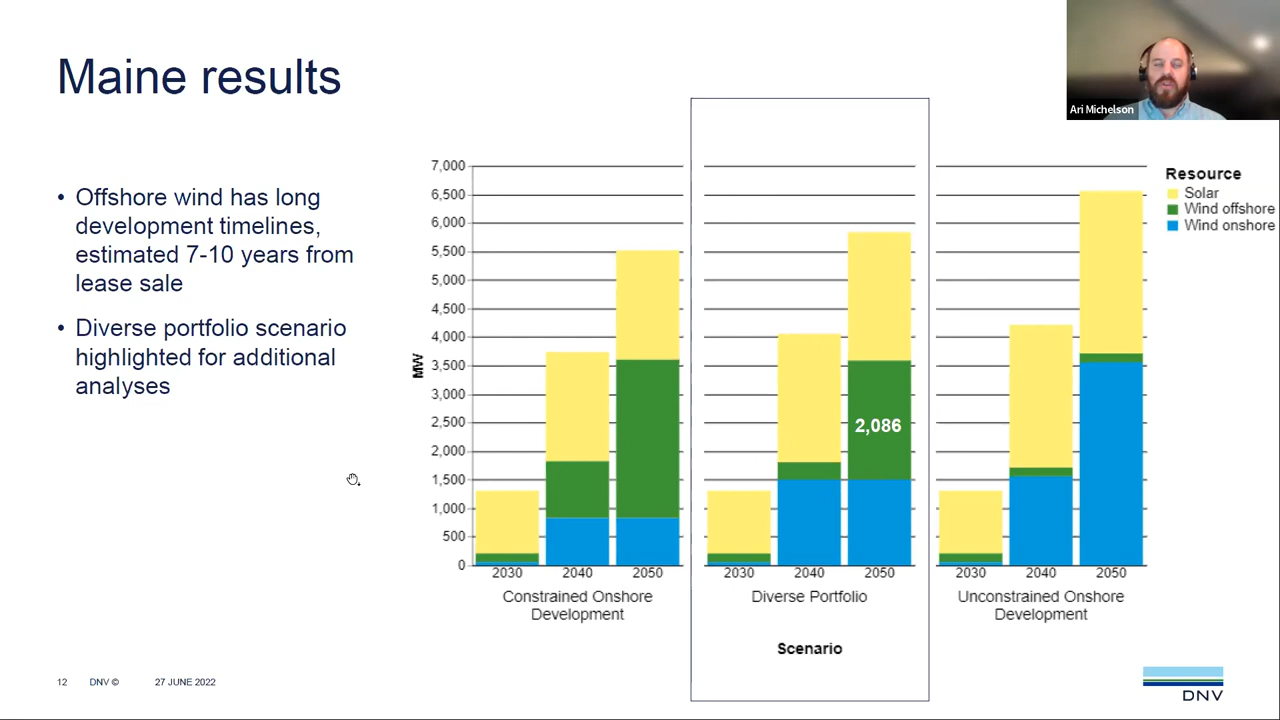 Maine results
Ari Michelson
• Offshore wind has long
development timelines,
estimated 7-10 years from
lease sale
• Diverse portfolio scenario
highlighted for additional
analyses
MW
7,000
6,500
6,000
5,500
5,000
4,500
4,000
3,500
3,000
2,500
2,000
1,500
1,000
500
0
2,086
2030 2040 2050
Constrained Onshore
Development
2030 2040 2050
Diverse Portfolio
2030 2040 2050
Unconstrained Onshore
Development
Scenario
Resource
Solar
Wind offshore
Wind onshore
12 DNV © 27 JUNE 2022
DNV